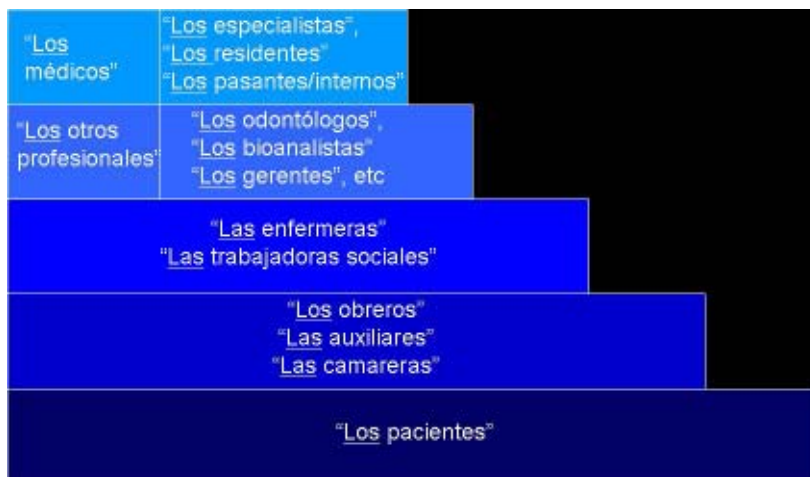 “Los
médicos”
“Los especialistas”,
“Los residentes”
“Los pasantes/internos”
“Los otros
profesionales”
“Los odontólogos”,
“Los bioanalistas”
“Los gerentes”, etc
“Las enfermeras”
“Las trabajadoras sociales”
“Los obreros”
“Las auxiliares”
“Las camareras”
“Los pacientes”